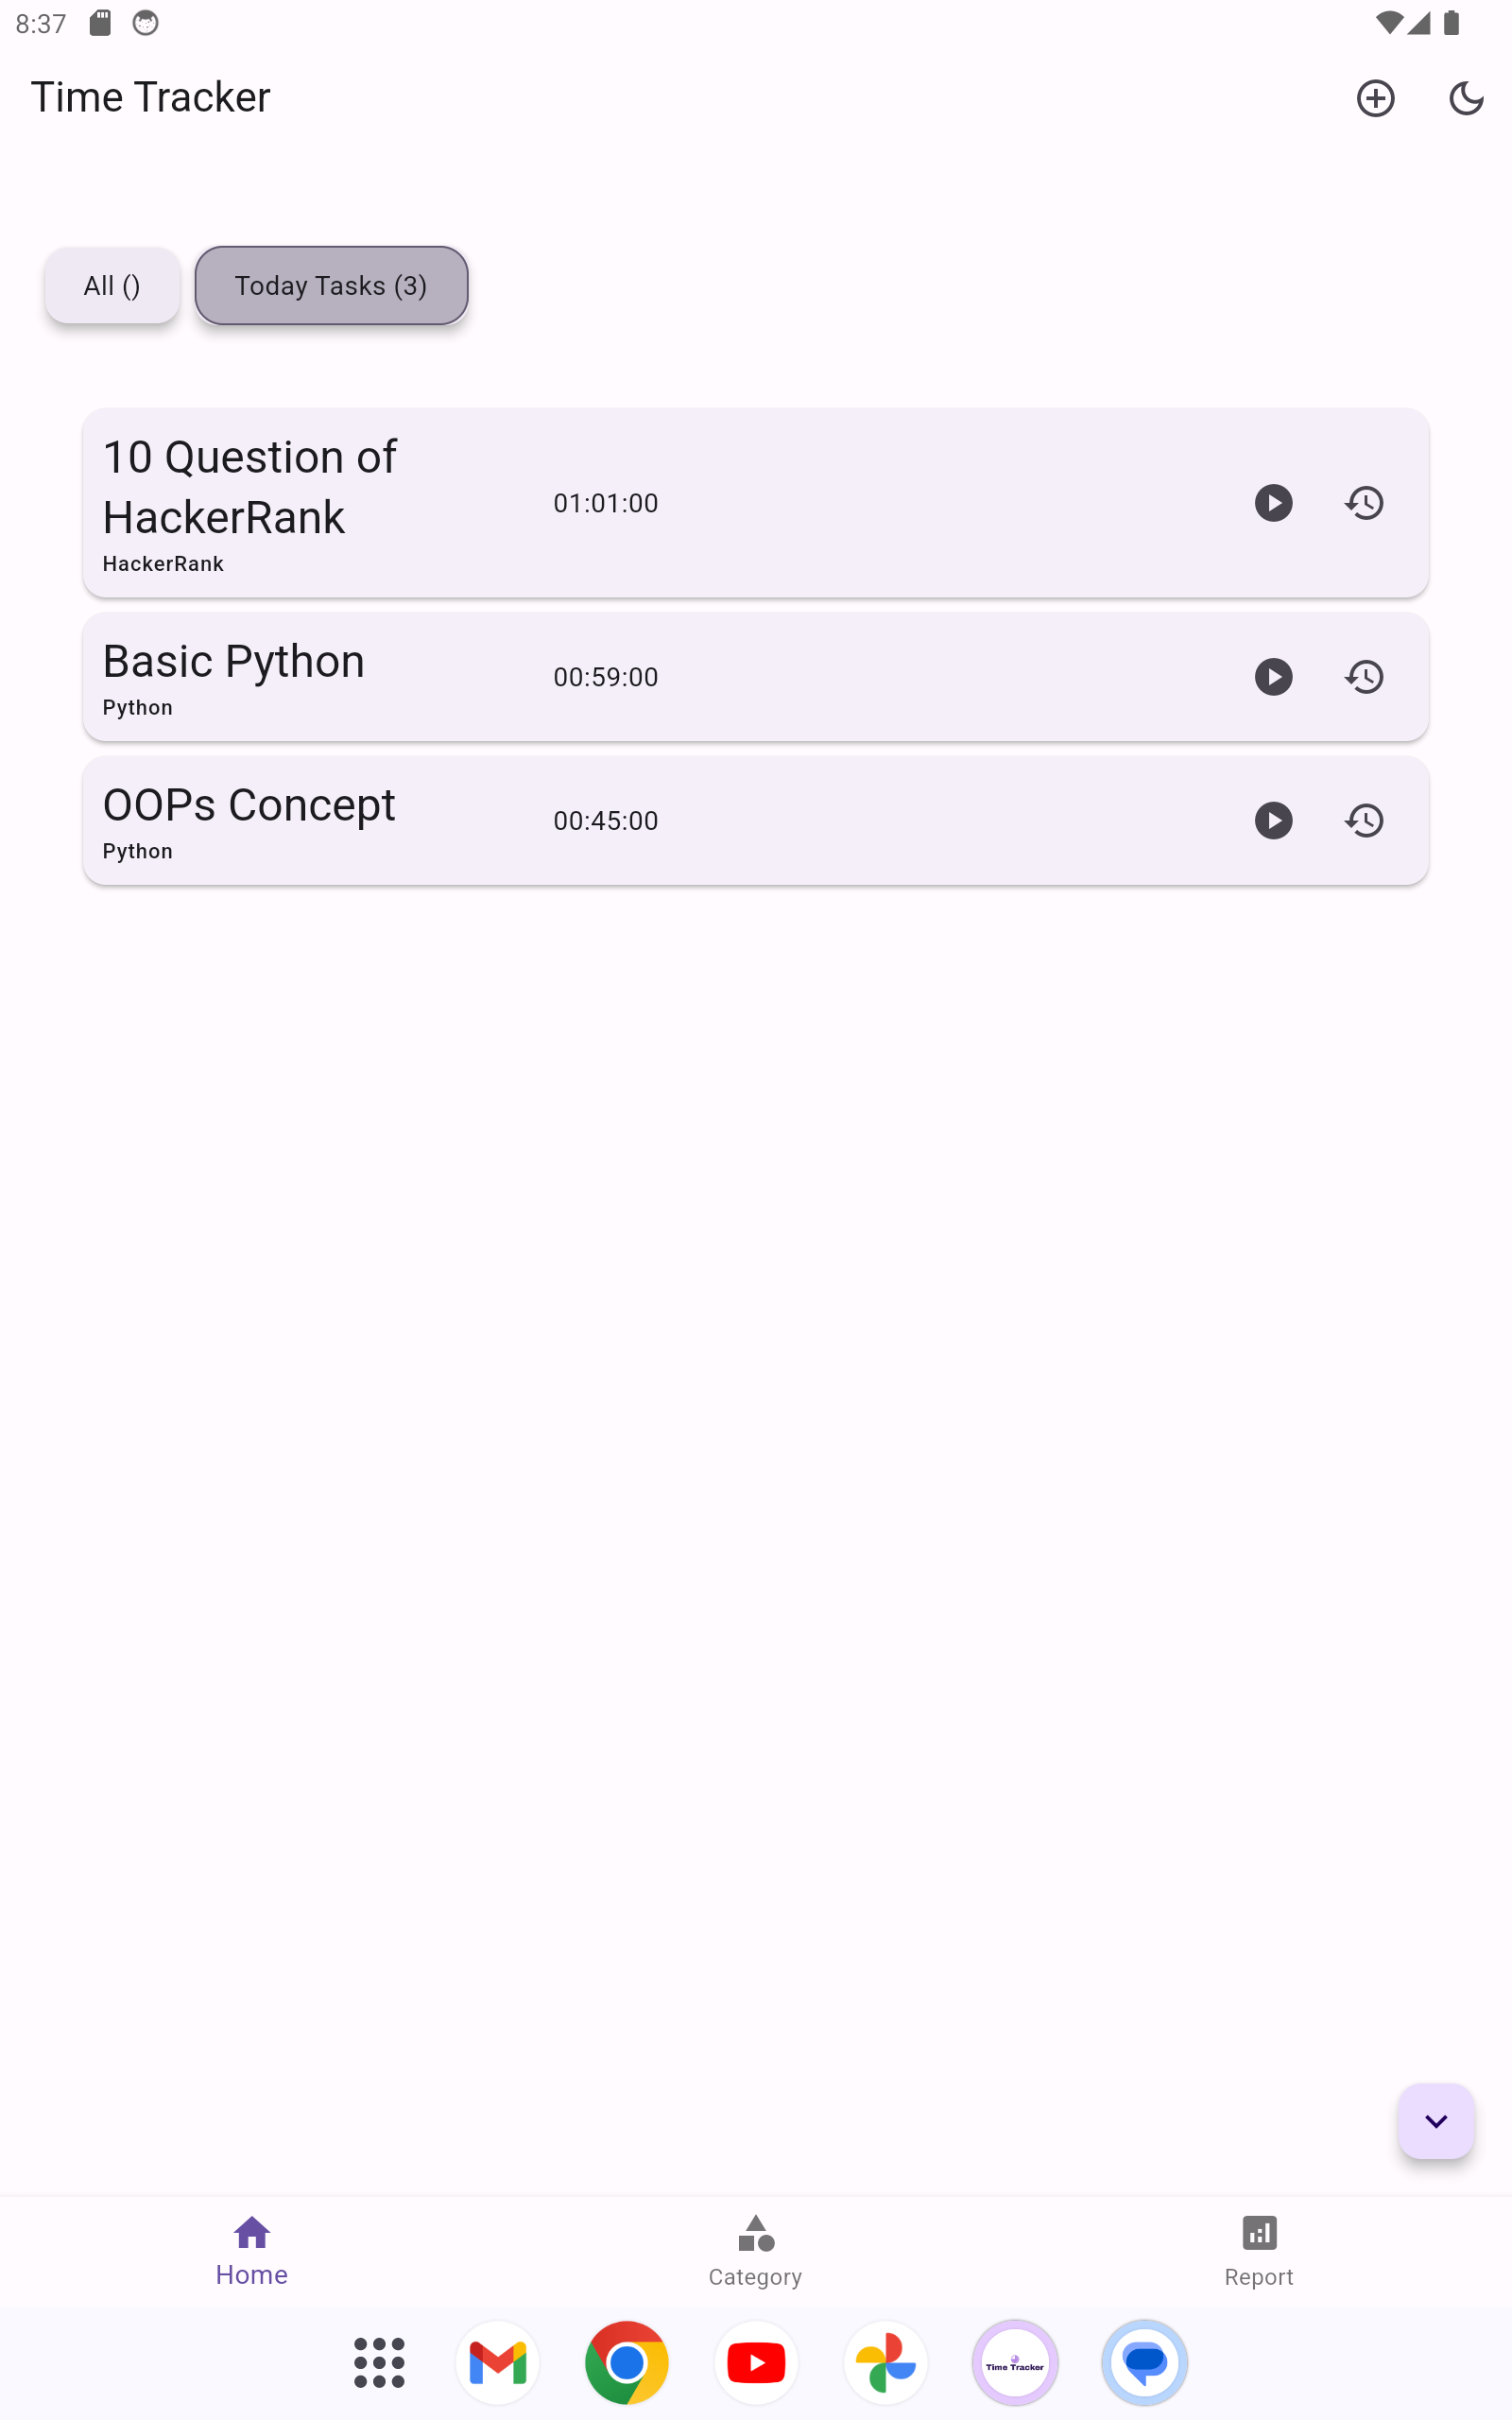 8:37
Time Tracker
All ()
Today Tasks (3)
10 Question of
HackerRank
HackerRank
01:01:00
Basic Python
Python
00:59:00
OOPs Concept
Python
00:45:00
Home
Category
Report
Time Tracker